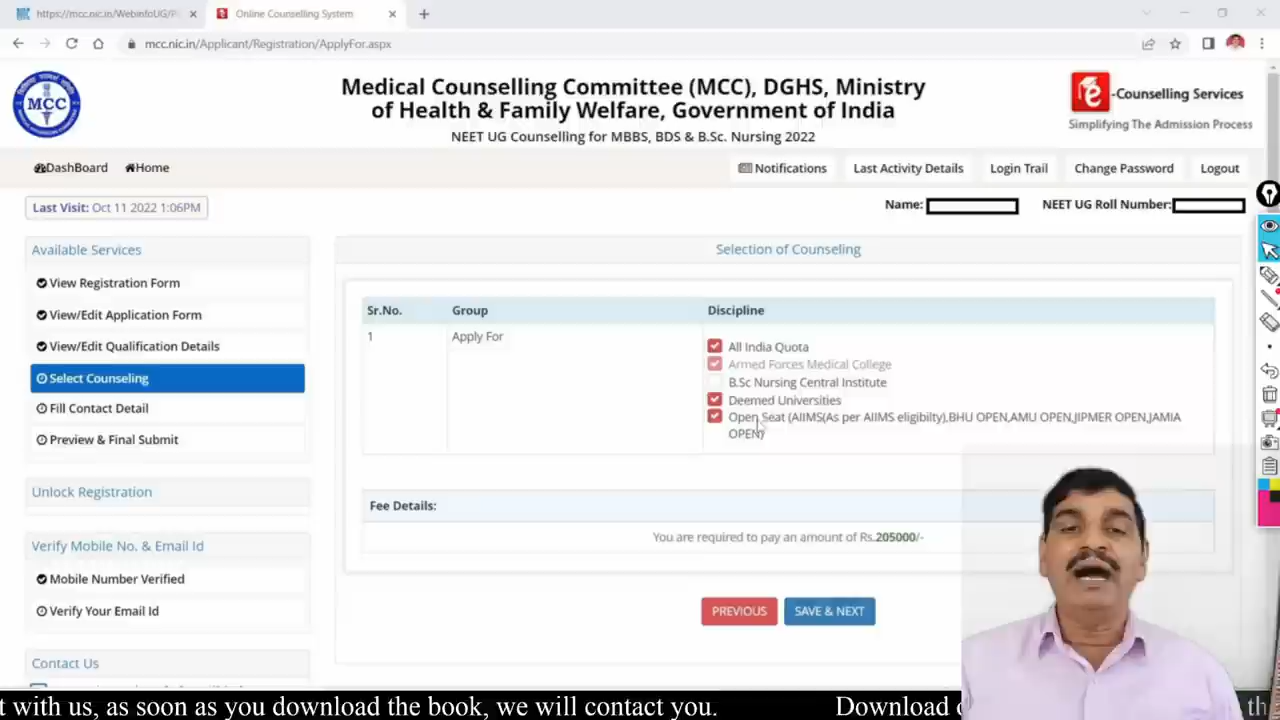 https://mcc.nic.in/WebinfoUG/P
Online Counselling System
mcc.nic.in/Applicant/Registration/ApplyFor.aspx
MCC
Medical Counselling Committee (MCC), DGHS, Ministry
of Health & Family Welfare, Government of India
NEET UG Counselling for MBBS, BDS & B.Sc. Nursing 2022
e-Counselling Services
Simplifying The Admission Process
DashBoard
Home
Notifications
Last Activity Details
Login Trail
Change Password
Logout
Last Visit: Oct 11 2022 1:06PM
Name:
NEET UG Roll Number:
Available Services
View Registration Form
View/Edit Application Form
View/Edit Qualification Details
Select Counseling
Fill Contact Detail
Preview & Final Submit
Unlock Registration
Verify Mobile No. & Email Id
Mobile Number Verified
Verify Your Email Id
Contact Us
Selection of Counseling
Sr.No. Group Discipline
1 Apply For
All India Quota
Armed Forces Medical College
B.Sc Nursing Central Institute
Deemed Universities
Open Seat (AIIMS(As per AIIMS eligibilty),BHU OPEN,AMU OPEN,JIPMER OPEN,JAMIA
OPEN)
Fee Details:
You are required to pay an amount of Rs.205000/-
PREVIOUS
SAVE & NEXT
t with us, as soon as you download the book, we will contact you. Download